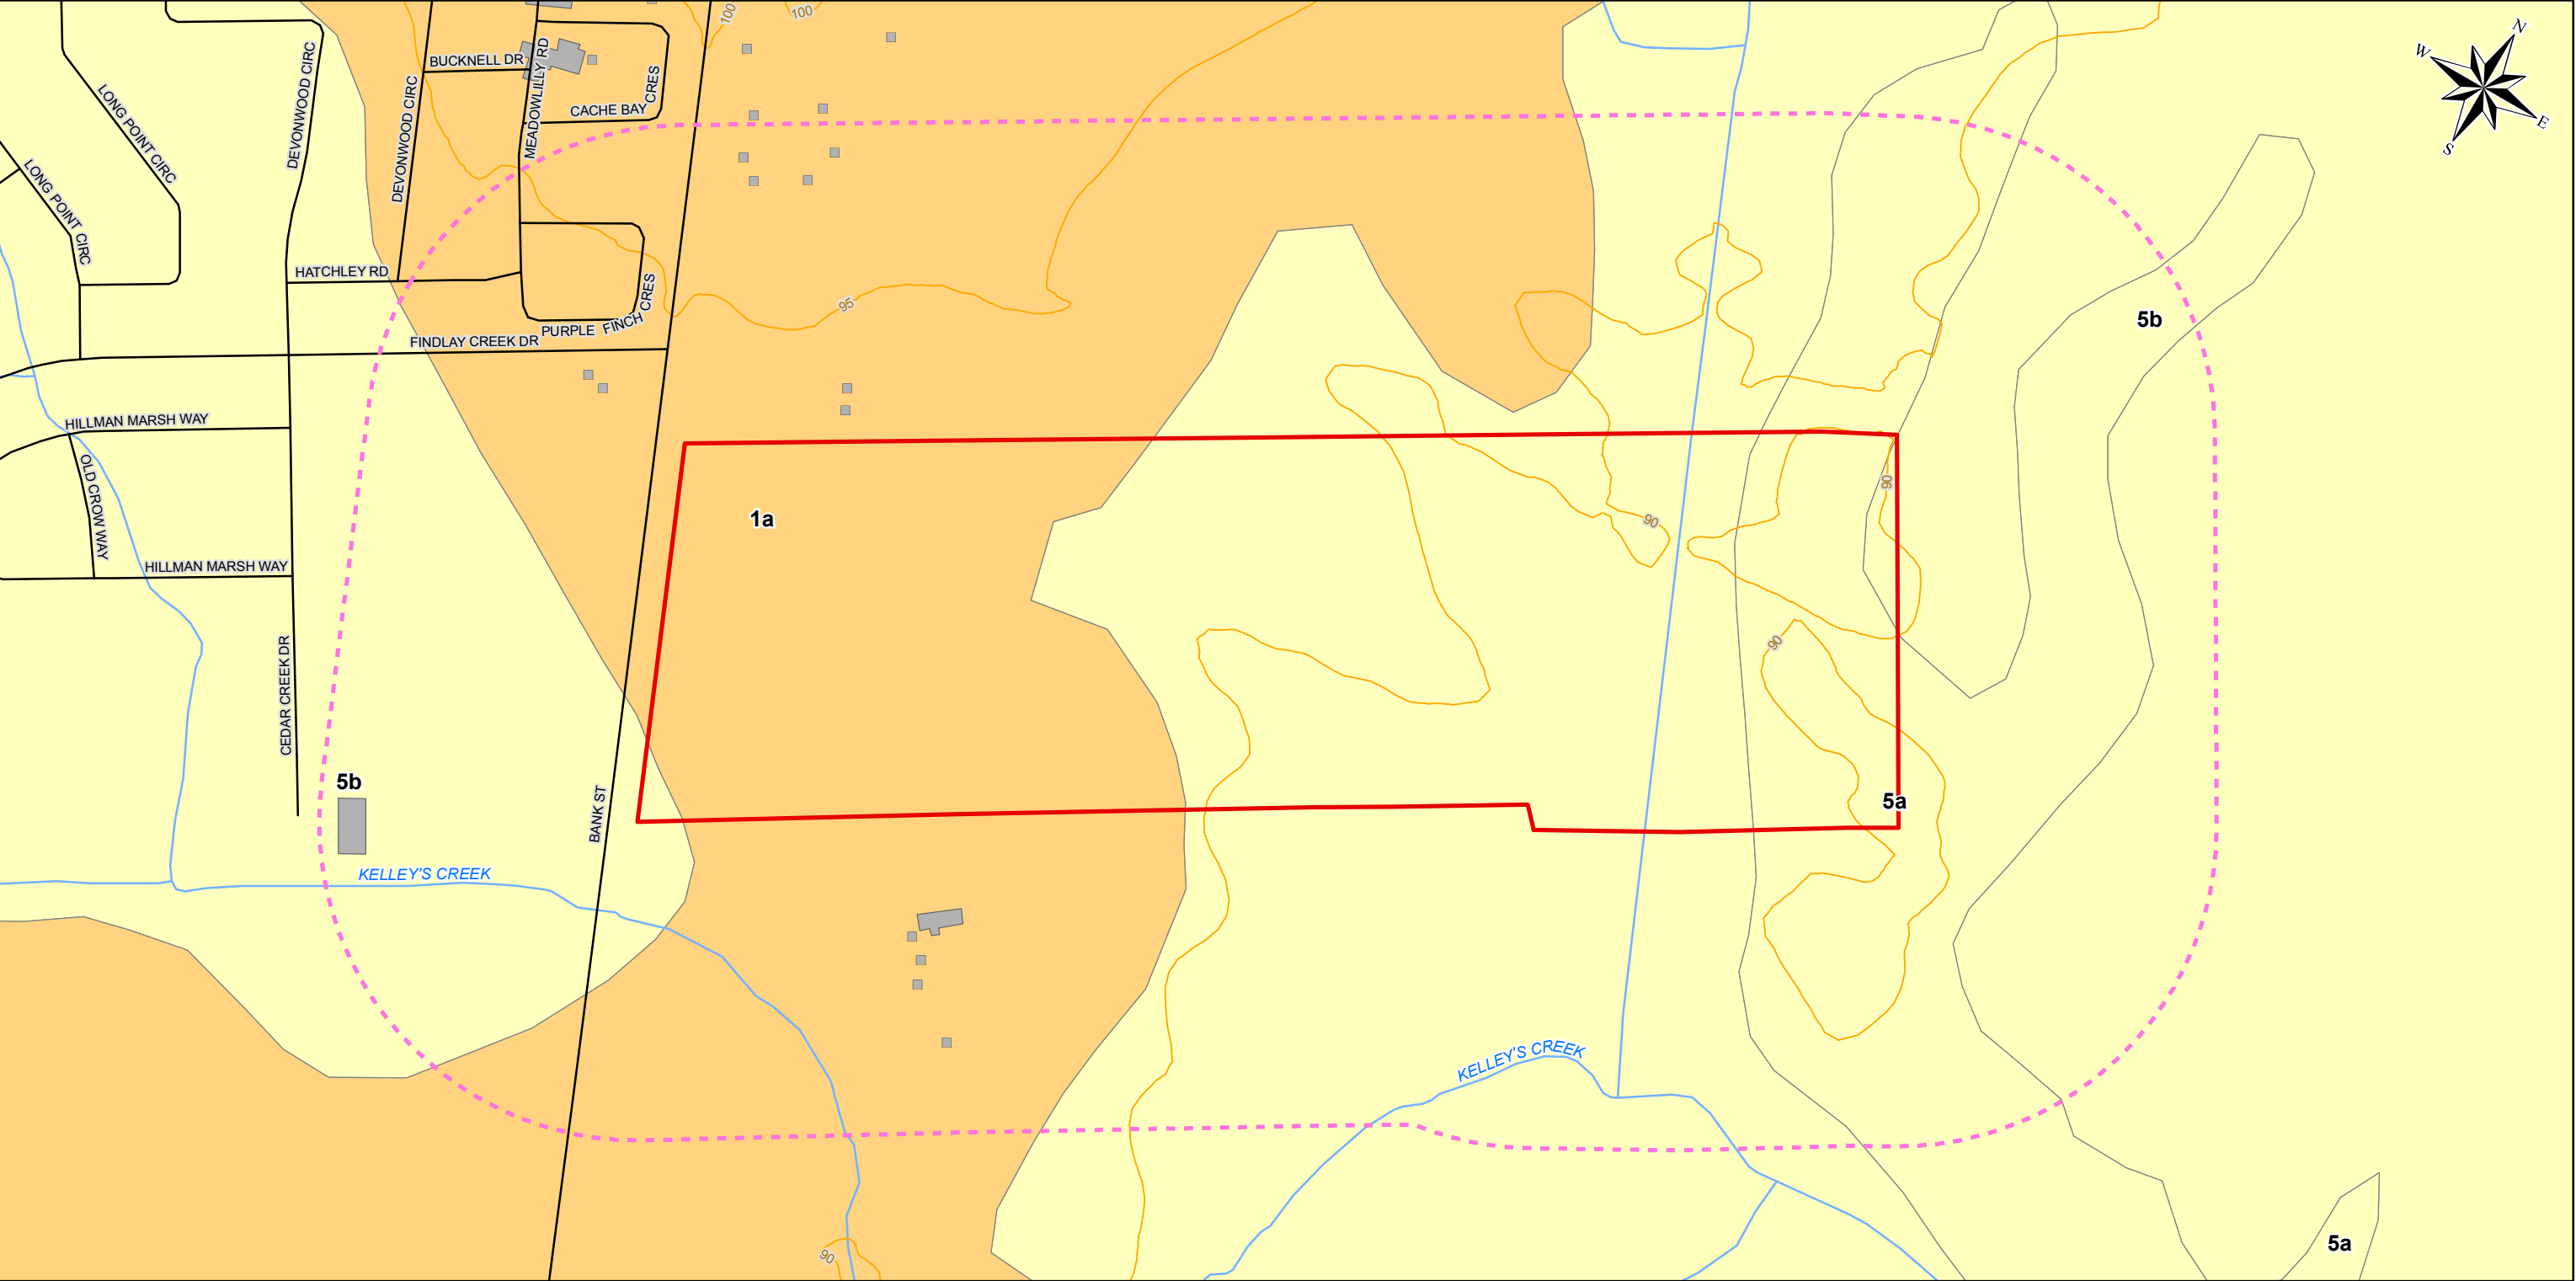 100
100
N
W
E
S
BUCKNELL DR
DEVONWOOD CIRC
MEADOWLILLY RD
CRES
LONG POINT CIRC
DEVONWOOD CIRC
CACHE BAY
LONG POINT CIRC
HATCHLEY RD
CRES
95
5b
PURPLE FINCH
FINDLAY CREEK DR
HILLMAN MARSH WAY
OLD CROW WAY
1a
90
90
HILLMAN MARSH WAY
90
CEDAR CREEK DR
5b
BANK ST
5a
KELLEY'S CREEK
KELLEY'S CREEK
90
5a